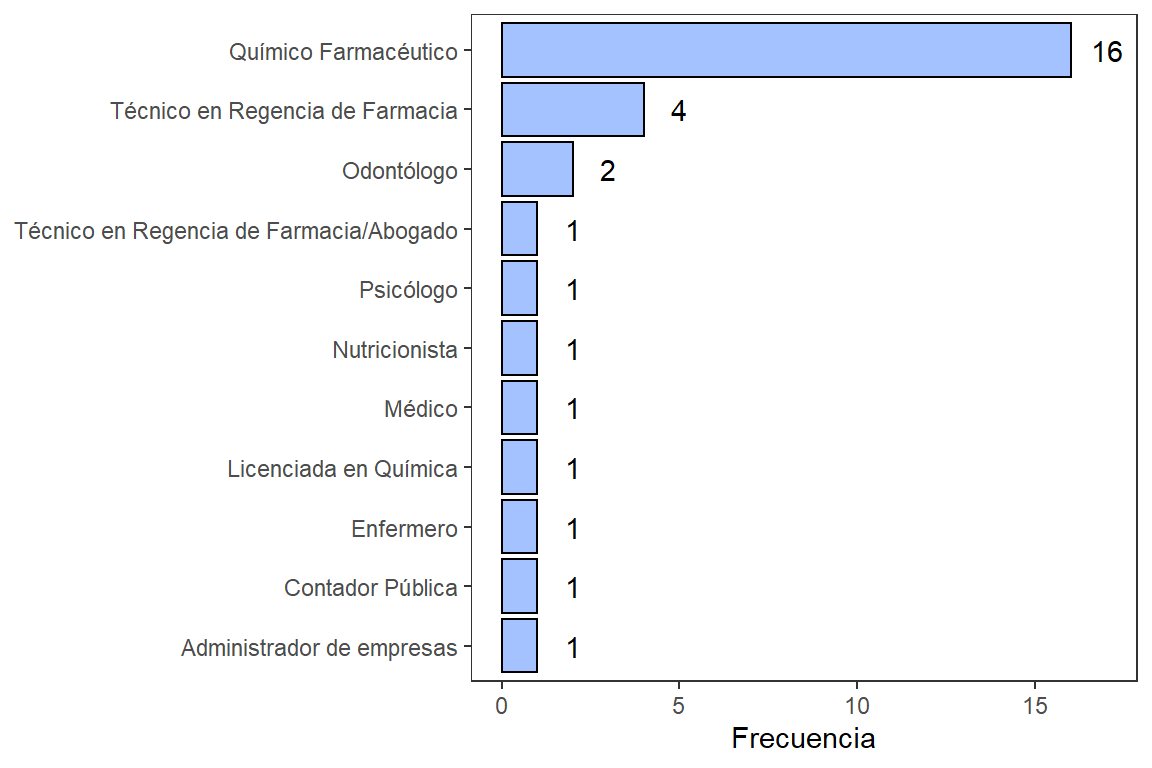 Químico Farmacéutico 16
Técnico en Regencia de Farmacia 4
Odontólogo 2
Técnico en Regencia de Farmacia/Abogado 1
Psicólogo 1
Nutricionista 1
Médico 1
Licenciada en Química 1
Enfermero 1
Contador Pública 1
Administrador de empresas 1
0 5 10 15
Frecuencia